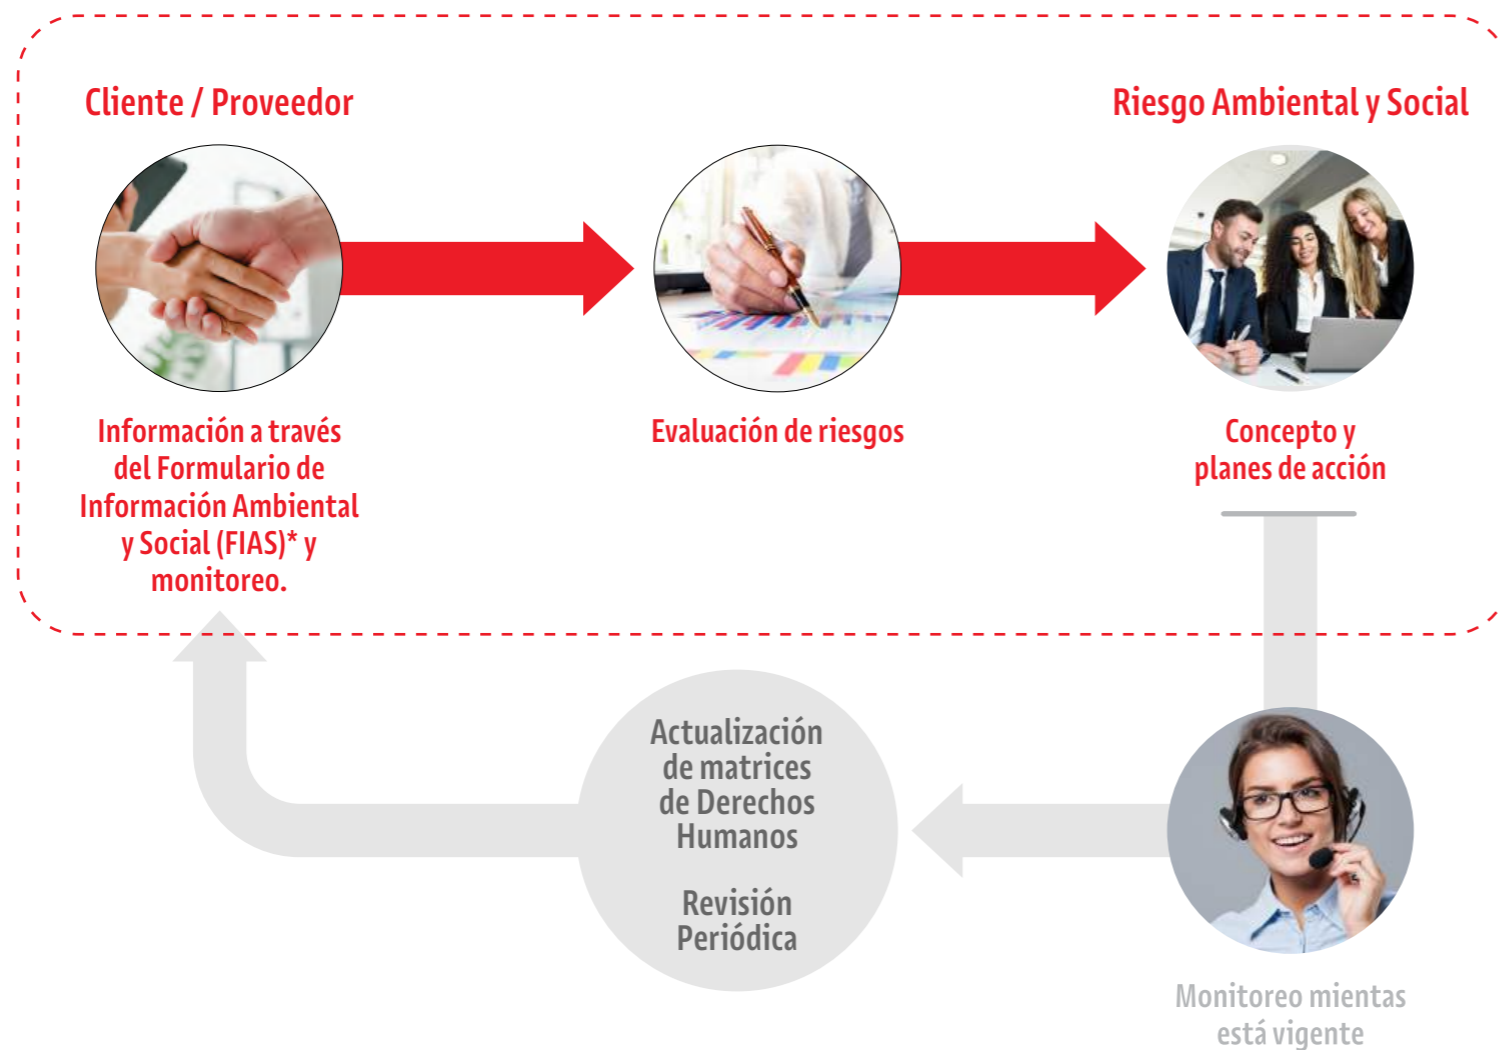 Cliente / Proveedor
Riesgo Ambiental y Social
Información a través
del Formulario de
Información Ambiental
y Social (FIAS)* y
monitoreo.
Evaluación de riesgos
Concepto y
planes de acción
Actualización
de matrices
de Derechos
Humanos
Revisión
Periódica
Monitoreo mientas
está vigente